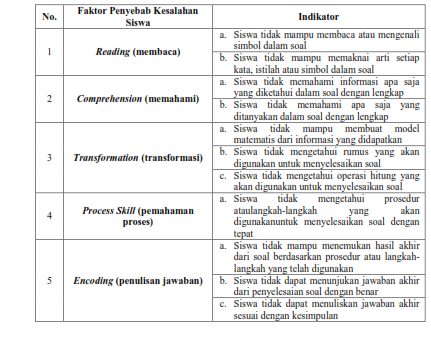 No. Faktor Penyebab Kesalahan Siswa Indikator
1 Reading (membaca)
a. Siswa tidak mampu membaca atau mengenali
simbol dalam soal
b. Siswa tidak mampu memaknai arti setiap
kata, istilah atau simbol dalam soal
2 Comprehension (memahami)
a. Siswa tidak memahami informasi apa saja
yang diketahui dalam soal dengan lengkap
b. Siswa tidak memahami apa saja yang
ditanyakan dalam soal dengan lengkap
3 Transformation (transformasi)
a. Siswa tidak mampu membuat model
matematis dari informasi yang didapatkan
b. Siswa tidak mengetahui rumus yang akan
digunakan untuk menyelesaikan soal
c. Siswa tidak mengetahui operasi hitung yang
akan digunakan untuk menyelesaikan soal
4 Process Skill (pemahaman
proses)
a. Siswa tidak mengetahui prosedur
ataulangkah-langkah yang akan
digunakanuntuk menyelesaikan soal dengan
tepat
5 Encoding (penulisan jawaban)
a. Siswa tidak mampu menemukan hasil akhir
dari soal berdasarkan prosedur atau langkah-
langkah yang telah digunakan
b. Siswa tidak dapat menunjukan jawaban akhir
dari penyelesaian soal dengan benar
c. Siswa tidak dapat menuliskan jawaban akhir
sesuai dengan kesimpulan